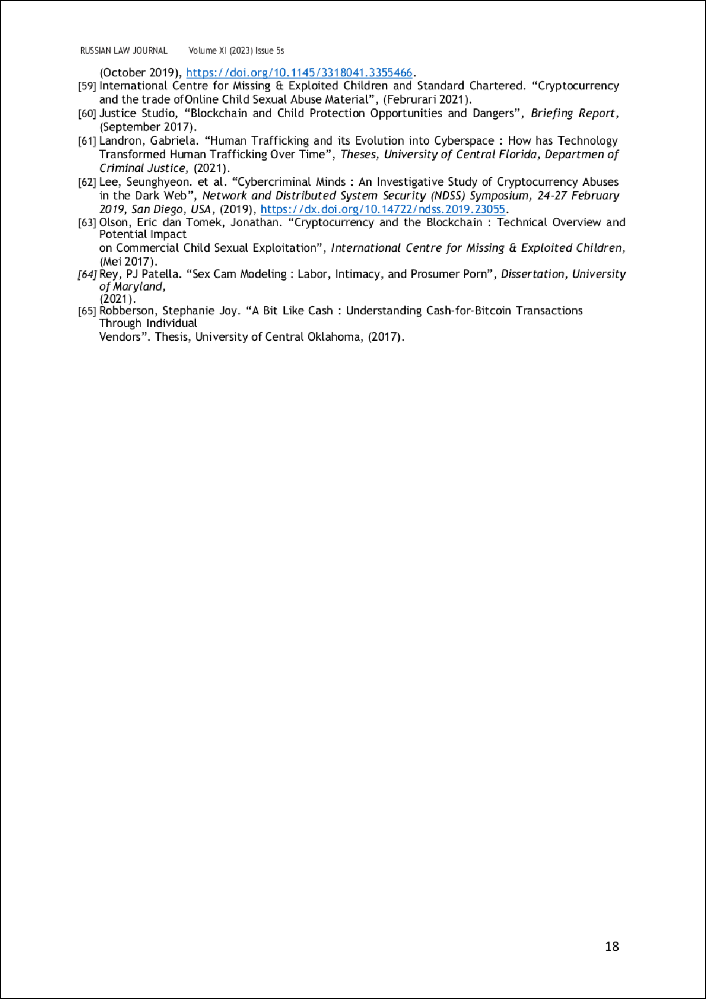 RUSSIAN LAW JOURNAL Volume XI (2023) Issue 5s
(October 2019), https://doi.org/10.1145/3318041.3355466.
[59] International Centre for Missing & Exploited Children and Standard Chartered. “Cryptocurrency
and the trade ofOnline Child Sexual Abuse Material”, (Februrari 2021).
[60] Justice Studio, “Blockchain and Child Protection Opportunities and Dangers”, Briefing Report,
(September 2017).
[61] Landron, Gabriela. “Human Trafficking and its Evolution into Cyberspace : How has Technology
Transformed Human Trafficking Over Time”, Theses, University of Central Florida, Departmen of
Criminal Justice, (2021).
[62] Lee, Seunghyeon. et al. “Cybercriminal Minds : An Investigative Study of Cryptocurrency Abuses
in the Dark Web”, Network and Distributed System Security (NDSS) Symposium, 24-27 February
2019, San Diego, USA, (2019), https://dx.doi.org/10.14722/ndss.2019.23055.
[63] Olson, Eric dan Tomek, Jonathan. “Cryptocurrency and the Blockchain : Technical Overview and
Potential Impact
on Commercial Child Sexual Exploitation”, International Centre for Missing & Exploited Children,
(Mei 2017).
[64] Rey, PJ Patella. “Sex Cam Modeling : Labor, Intimacy, and Prosumer Porn”, Dissertation, University
of Maryland,
(2021).
[65] Robberson, Stephanie Joy. “A Bit Like Cash : Understanding Cash-for-Bitcoin Transactions
Through Individual
Vendors”. Thesis, University of Central Oklahoma, (2017).
18